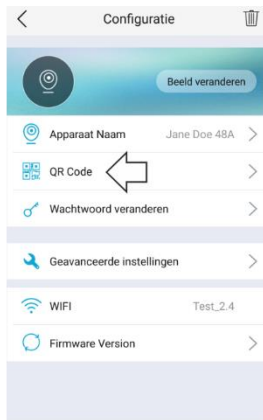 Configuratie
Beeld veranderen
Apparaat Naam Jane Doe 48A
QR Code
Wachtwoord veranderen
Geavanceerde instellingen
WIFI Test_2.4
Firmware Version